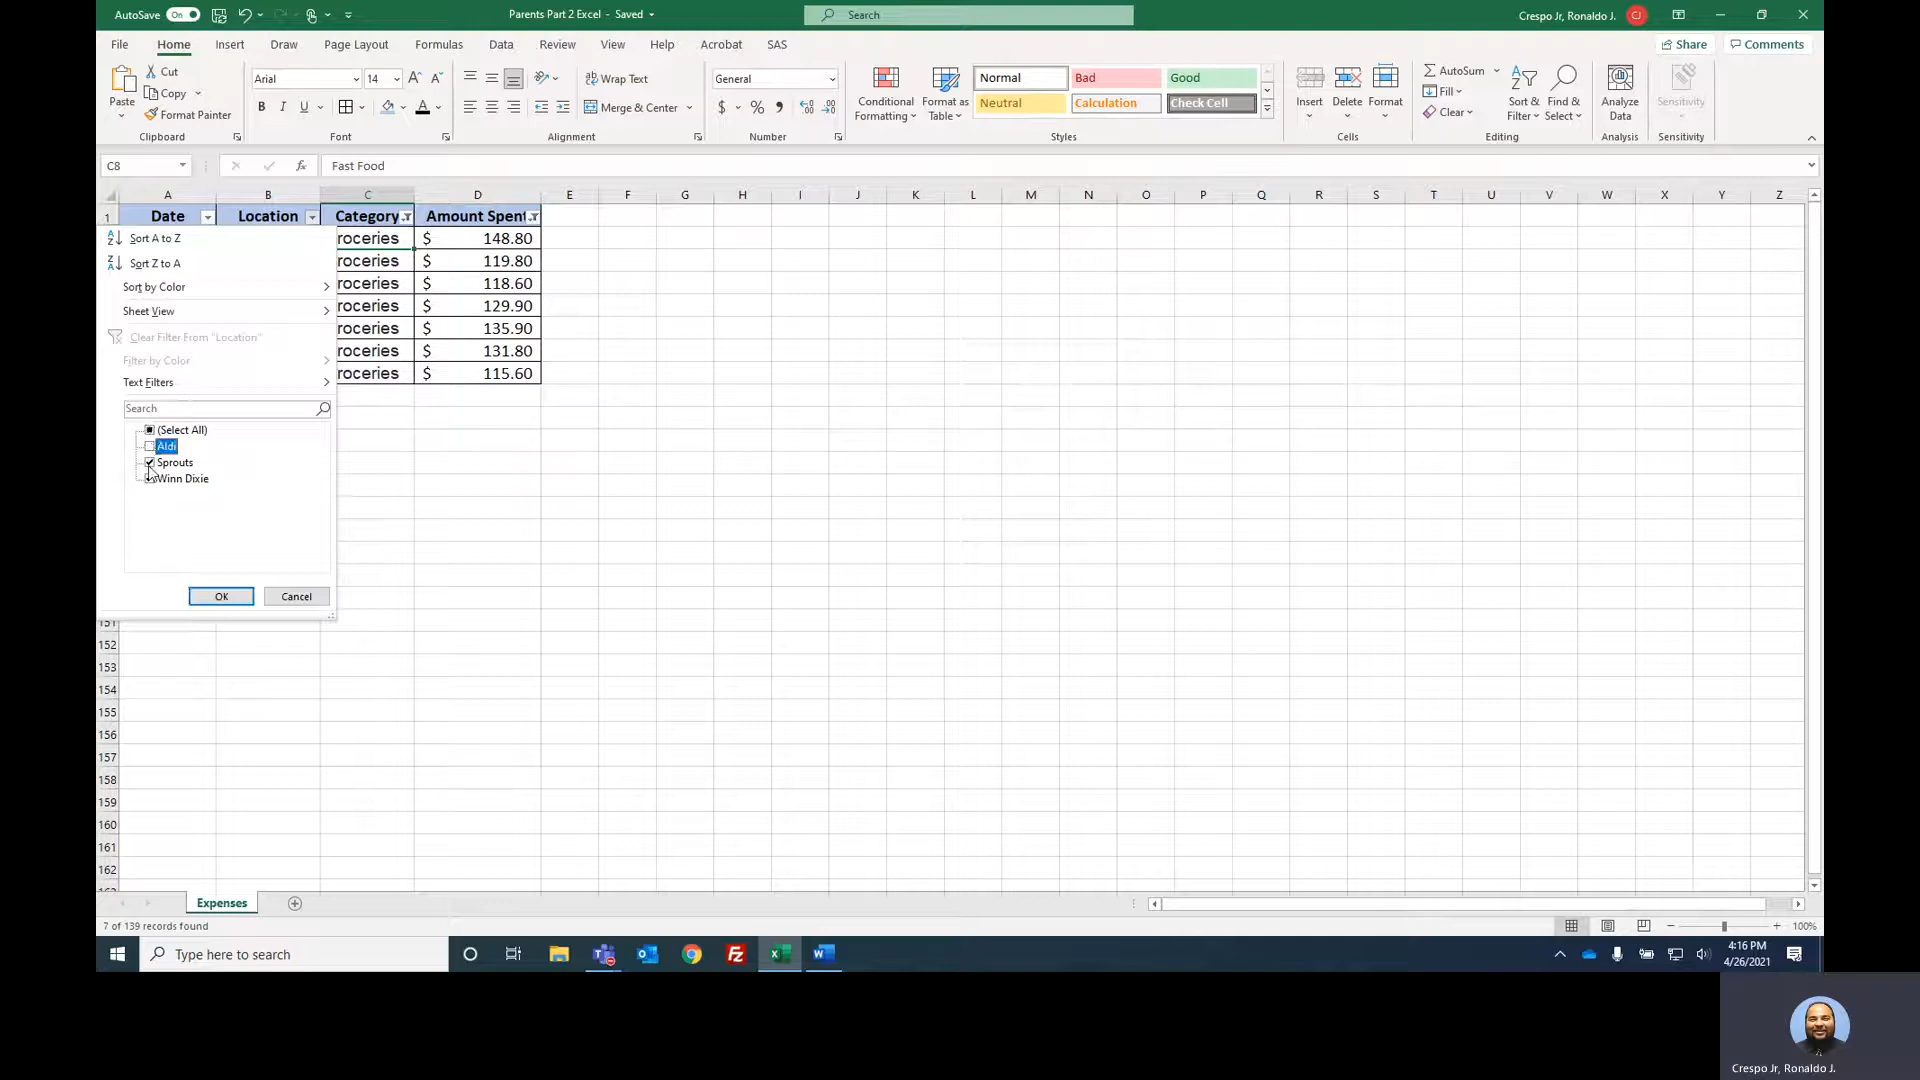 AutoSave On Parents Part 2 Excel - Saved Search Crespo Jr, Ronaldo J. CJ
File Home Insert Draw Page Layout Formulas Data Review View Help Acrobat SAS Share Comments
Paste Cut Copy Format Painter
Clipboard
Arial 14 A A
B I U A
Font
Wrap Text
Merge & Center
Alignment
General
$ % , .00
Number
Conditional Formatting
Format as Table
Normal Bad Good
Neutral Calculation Check Cell
Styles
Insert Delete Format
Cells
AutoSum
Fill
Clear
Sort & Filter
Find & Select
Editing
Analyze Data
Analysis
Sensitivity
Sensitivity
C8 fx Fast Food
A B C D E F G H I J K L M N O P Q R S T U V W X Y Z
1 Date Location Category Amount Spent
roceries $ 148.80
roceries $ 119.80
roceries $ 118.60
roceries $ 129.90
roceries $ 135.90
roceries $ 131.80
roceries $ 115.60
Sort A to Z
Sort Z to A
Sort by Color
Sheet View
Clear Filter From "Location"
Filter by Color
Text Filters
Search
(Select All)
Aldi
Sprouts
Winn Dixie
OK Cancel
151
152
153
154
155
156
157
158
159
160
161
162
163
Expenses
7 of 139 records found 100%
Type here to search
4:16 PM
4/26/2021
Crespo Jr, Ronaldo J.